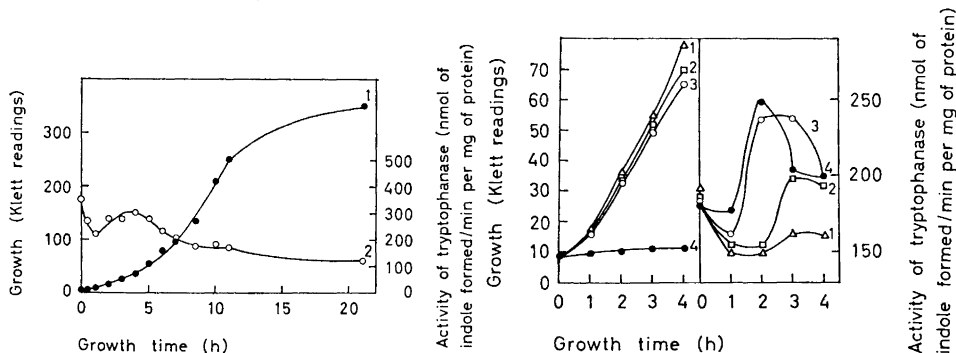 Growth (Klett readings)
300
200
100
0
1
2
500
400
300
200
100
0
0 5 10 15 20
Growth time (h)
Activity of tryptophanase (nmol of
indole formed/min per mg of protein)
Growth (Klett readings)
70
60
50
40
30
20
10
0
1
2
3
4
0 1 2 3 4
3
4
2
1
0 1 2 3 4
250
200
150
Growth time (h)
Activity of tryptophanase (nmol of
indole formed/min per mg of protein)